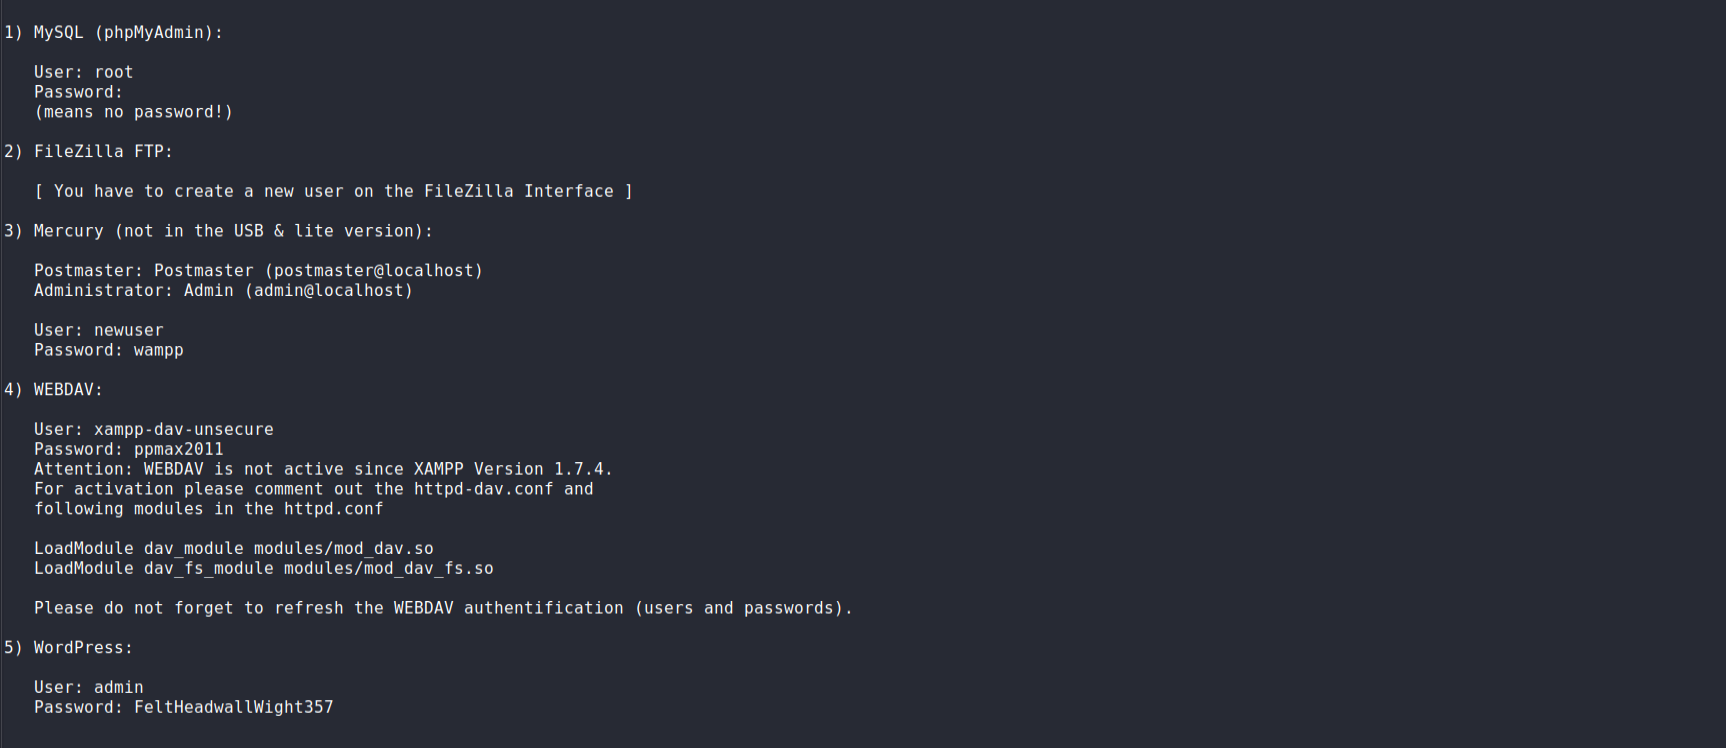 1) MySQL (phpMyAdmin):
User: root
Password:
(means no password!)
2) FileZilla FTP:
[ You have to create a new user on the FileZilla Interface ]
3) Mercury (not in the USB & lite version):
Postmaster: Postmaster (postmaster@localhost)
Administrator: Admin (admin@localhost)
User: newuser
Password: wampp
4) WEBDAV:
User: xampp-dav-unsecure
Password: ppmax2011
Attention: WEBDAV is not active since XAMPP Version 1.7.4.
For activation please comment out the httpd-dav.conf and
following modules in the httpd.conf
LoadModule dav_module modules/mod_dav.so
LoadModule dav_fs_module modules/mod_dav_fs.so
Please do not forget to refresh the WEBDAV authentification (users and passwords).
5) WordPress:
User: admin
Password: FeltHeadwallWight357